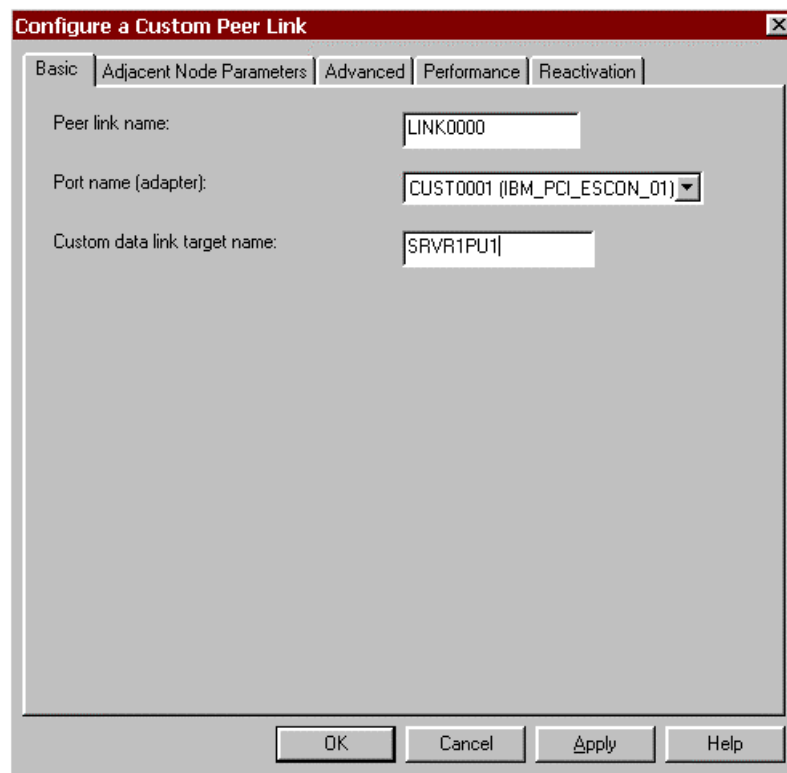 Configure a Custom Peer Link
Basic Adjacent Node Parameters Advanced Performance Reactivation
Peer link name: LINK0000
Port name (adapter): CUST0001 (IBM_PCI_ESCON_01)
Custom data link target name: SRVR1PU1
OK Cancel Apply Help